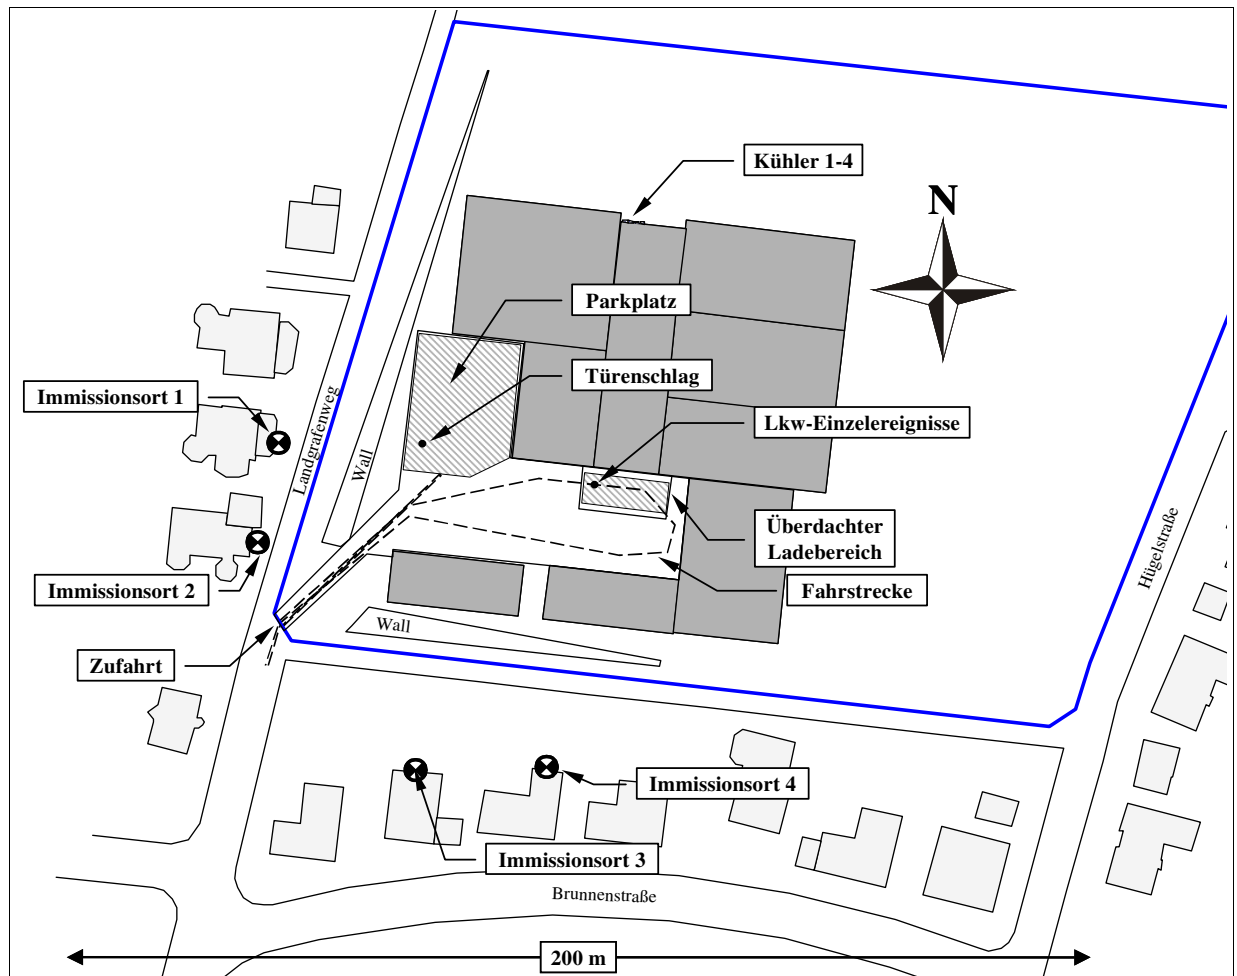 Kühler 1-4
N
Parkplatz
Türenschlag
Immissionsort 1
Lkw-Einzelereignisse
Landgrafenweg
Wall
Überdachter
Ladebereich
Hügelstraße
Immissionsort 2
Fahrstrecke
Wall
Zufahrt
Immissionsort 4
Immissionsort 3
Brunnenstraße
200 m